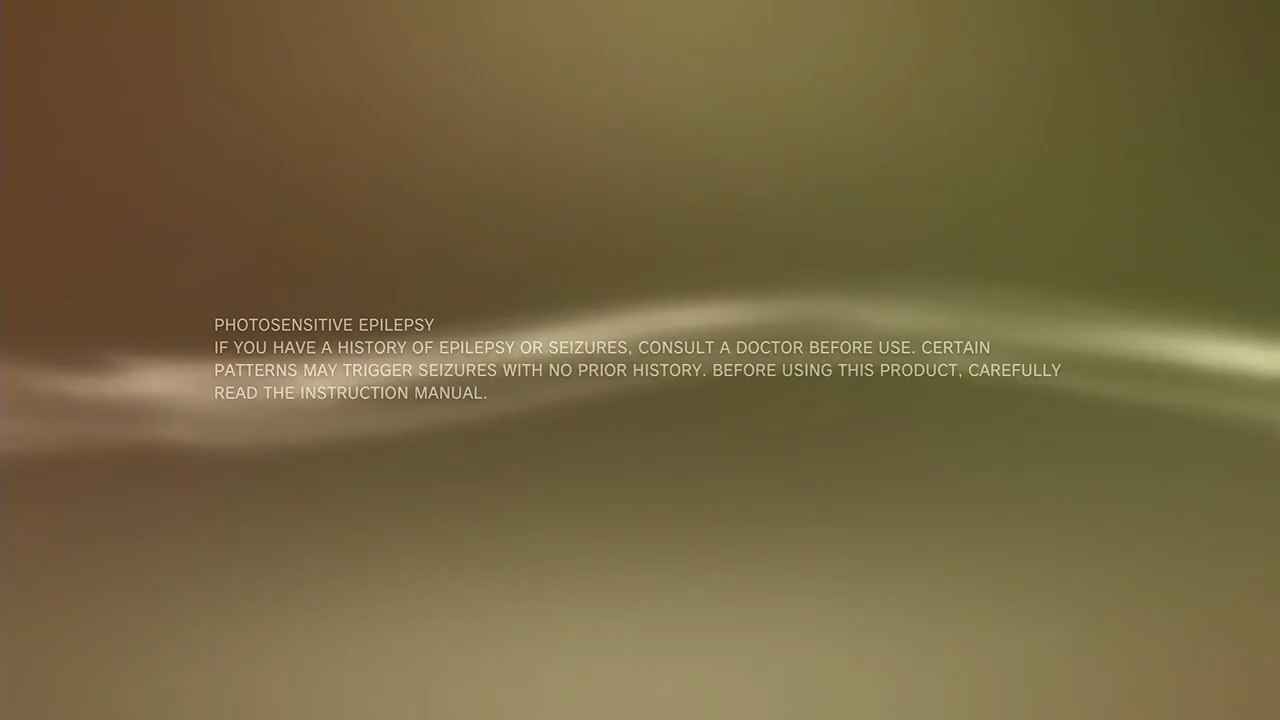 PHOTOSENSITIVE EPILEPSY
IF YOU HAVE A HISTORY OF EPILEPSY OR SEIZURES, CONSULT A DOCTOR BEFORE USE. CERTAIN
PATTERNS MAY TRIGGER SEIZURES WITH NO PRIOR HISTORY. BEFORE USING THIS PRODUCT, CAREFULLY
READ THE INSTRUCTION MANUAL.